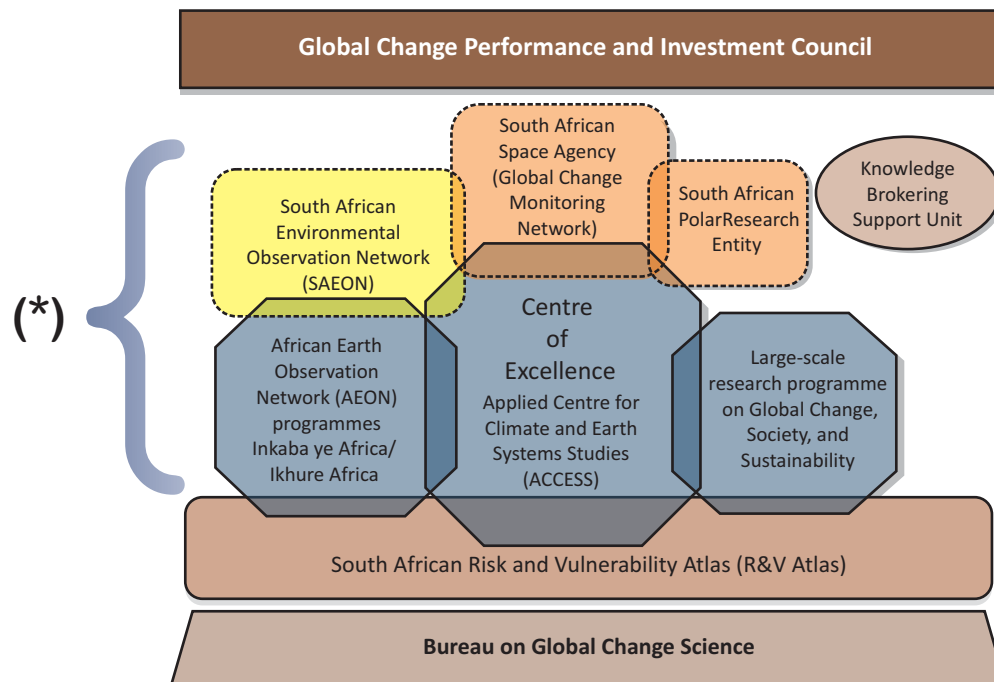 Global Change Performance and Investment Council
South African
Space Agency
(Global Change
Monitoring
Network)
Knowledge
Brokering
Support Unit
South African
PolarResearch
Entity
South African
Environmental
Observation Network
(SAEON)
(*)
Centre
of
Excellence
Applied Centre for
Climate and Earth
Systems Studies
(ACCESS)
African Earth
Observation
Network (AEON)
programmes
Inkaba ye Africa/
Ikhure Africa
Large-scale
research programme
on Global Change,
Society, and
Sustainability
South African Risk and Vulnerability Atlas (R&V Atlas)
Bureau on Global Change Science